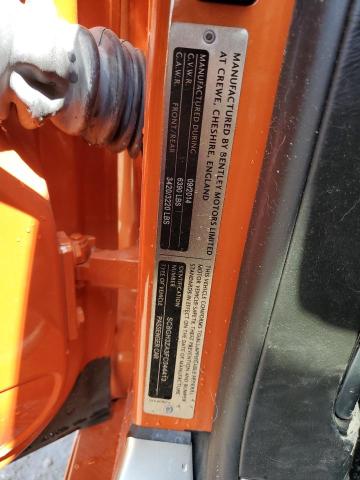 MANUFACTURED BY BENTLEY MOTORS LIMITED
AT CREWE, CHESHIRE, ENGLAND
MANUFACTURED DURING 09/2014
G.V.W.R. 6390 LBS
G.A.W.R. FRONT/REAR 3420/3220 LBS
THIS VEHICLE CONFORMS TO ALL APPLICABLE FEDERAL
MOTOR VEHICLE SAFETY, THEFT PREVENTION AND BUMPER
STANDARDS IN EFFECT ON THE DATE OF MANUFACTURE
IDENTIFICATION
NUMBER
TYPE OF VEHICLE PASSENGER CAR